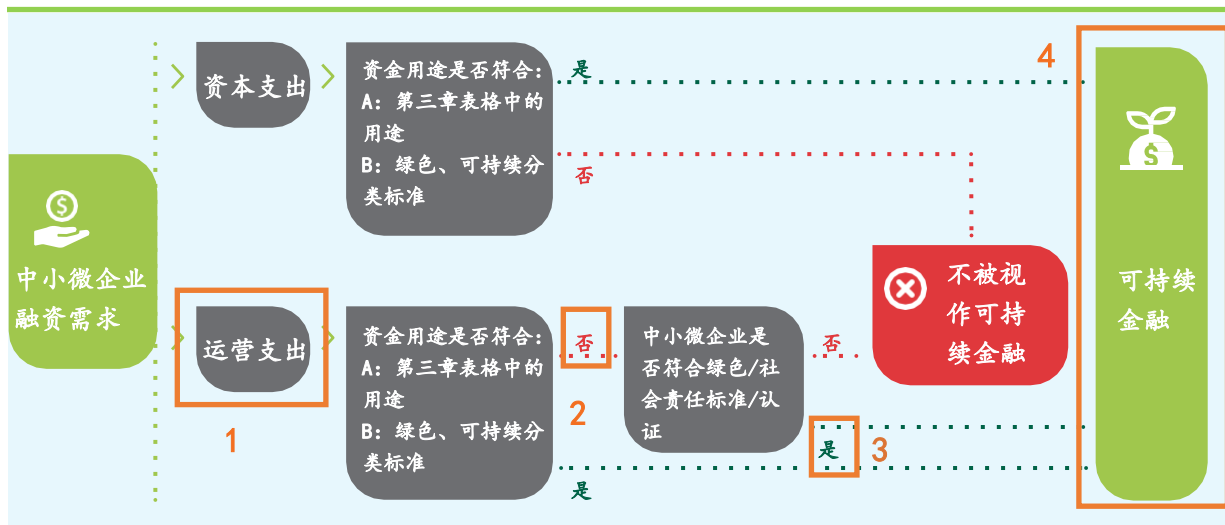 中小微企业
融资需求
资本支出
资金用途是否符合：
A：第三章表格中的
用途
B：绿色、可持续分
类标准
是
否
4
运营支出
1
资金用途是否符合：
A：第三章表格中的
用途
B：绿色、可持续分
类标准
否
2
是
中小微企业是
否符合绿色/社
会责任标准/认
证
否
是
3
不被视
作可持
续金融
$
可持续
金融